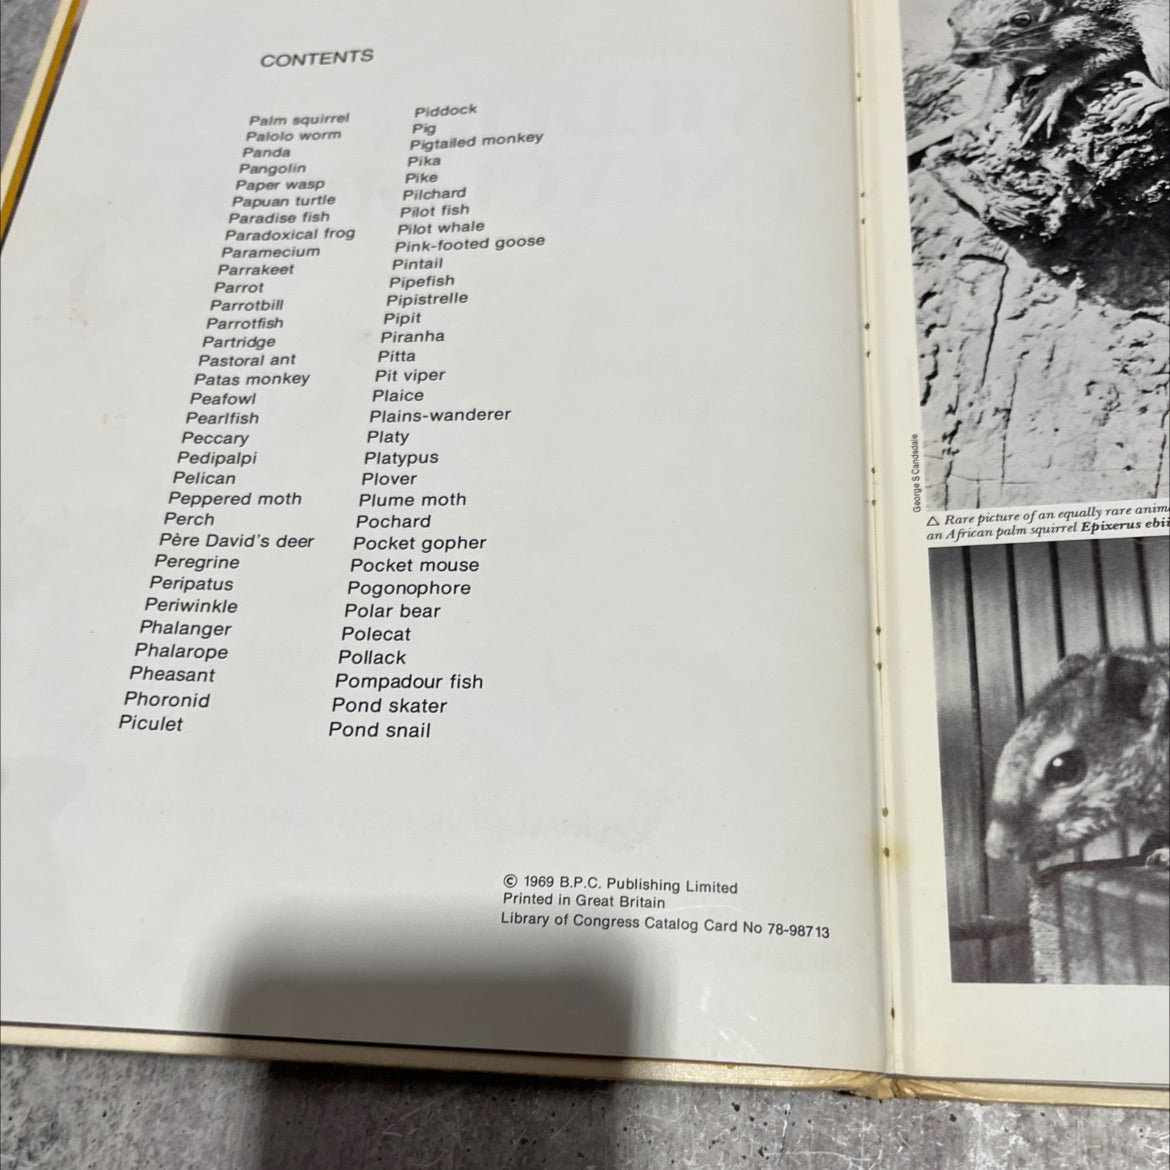 CONTENTS
Palm squirrel
Palolo worm
Panda
Pangolin
Paper wasp
Papuan turtle
Paradise fish
Paradoxical frog
Paramecium
Parrakeet
Parrot
Parrotbill
Parrotfish
Partridge
Pastoral ant
Patas monkey
Peafowl
Pearlfish
Peccary
Pedipalpi
Pelican
Peppered moth
Perch
Père David's deer
Peregrine
Peripatus
Periwinkle
Phalanger
Phalarope
Pheasant
Phoronid
Piculet
Piddock
Pig
Pigtailed monkey
Pika
Pike
Pilchard
Pilot fish
Pilot whale
Pink-footed goose
Pintail
Pipefish
Pipistrelle
Pipit
Piranha
Pitta
Pit viper
Plaice
Plains-wanderer
Platy
Platypus
Plover
Plume moth
Pochard
Pocket gopher
Pocket mouse
Pogonophore
Polar bear
Polecat
Pollack
Pompadour fish
Pond skater
Pond snail
© 1969 B.P.C. Publishing Limited
Printed in Great Britain
Library of Congress Catalog Card No 78-98713
George S Cansdale
△ Rare picture of an equally rare anim
an African palm squirrel Epixerus ebii